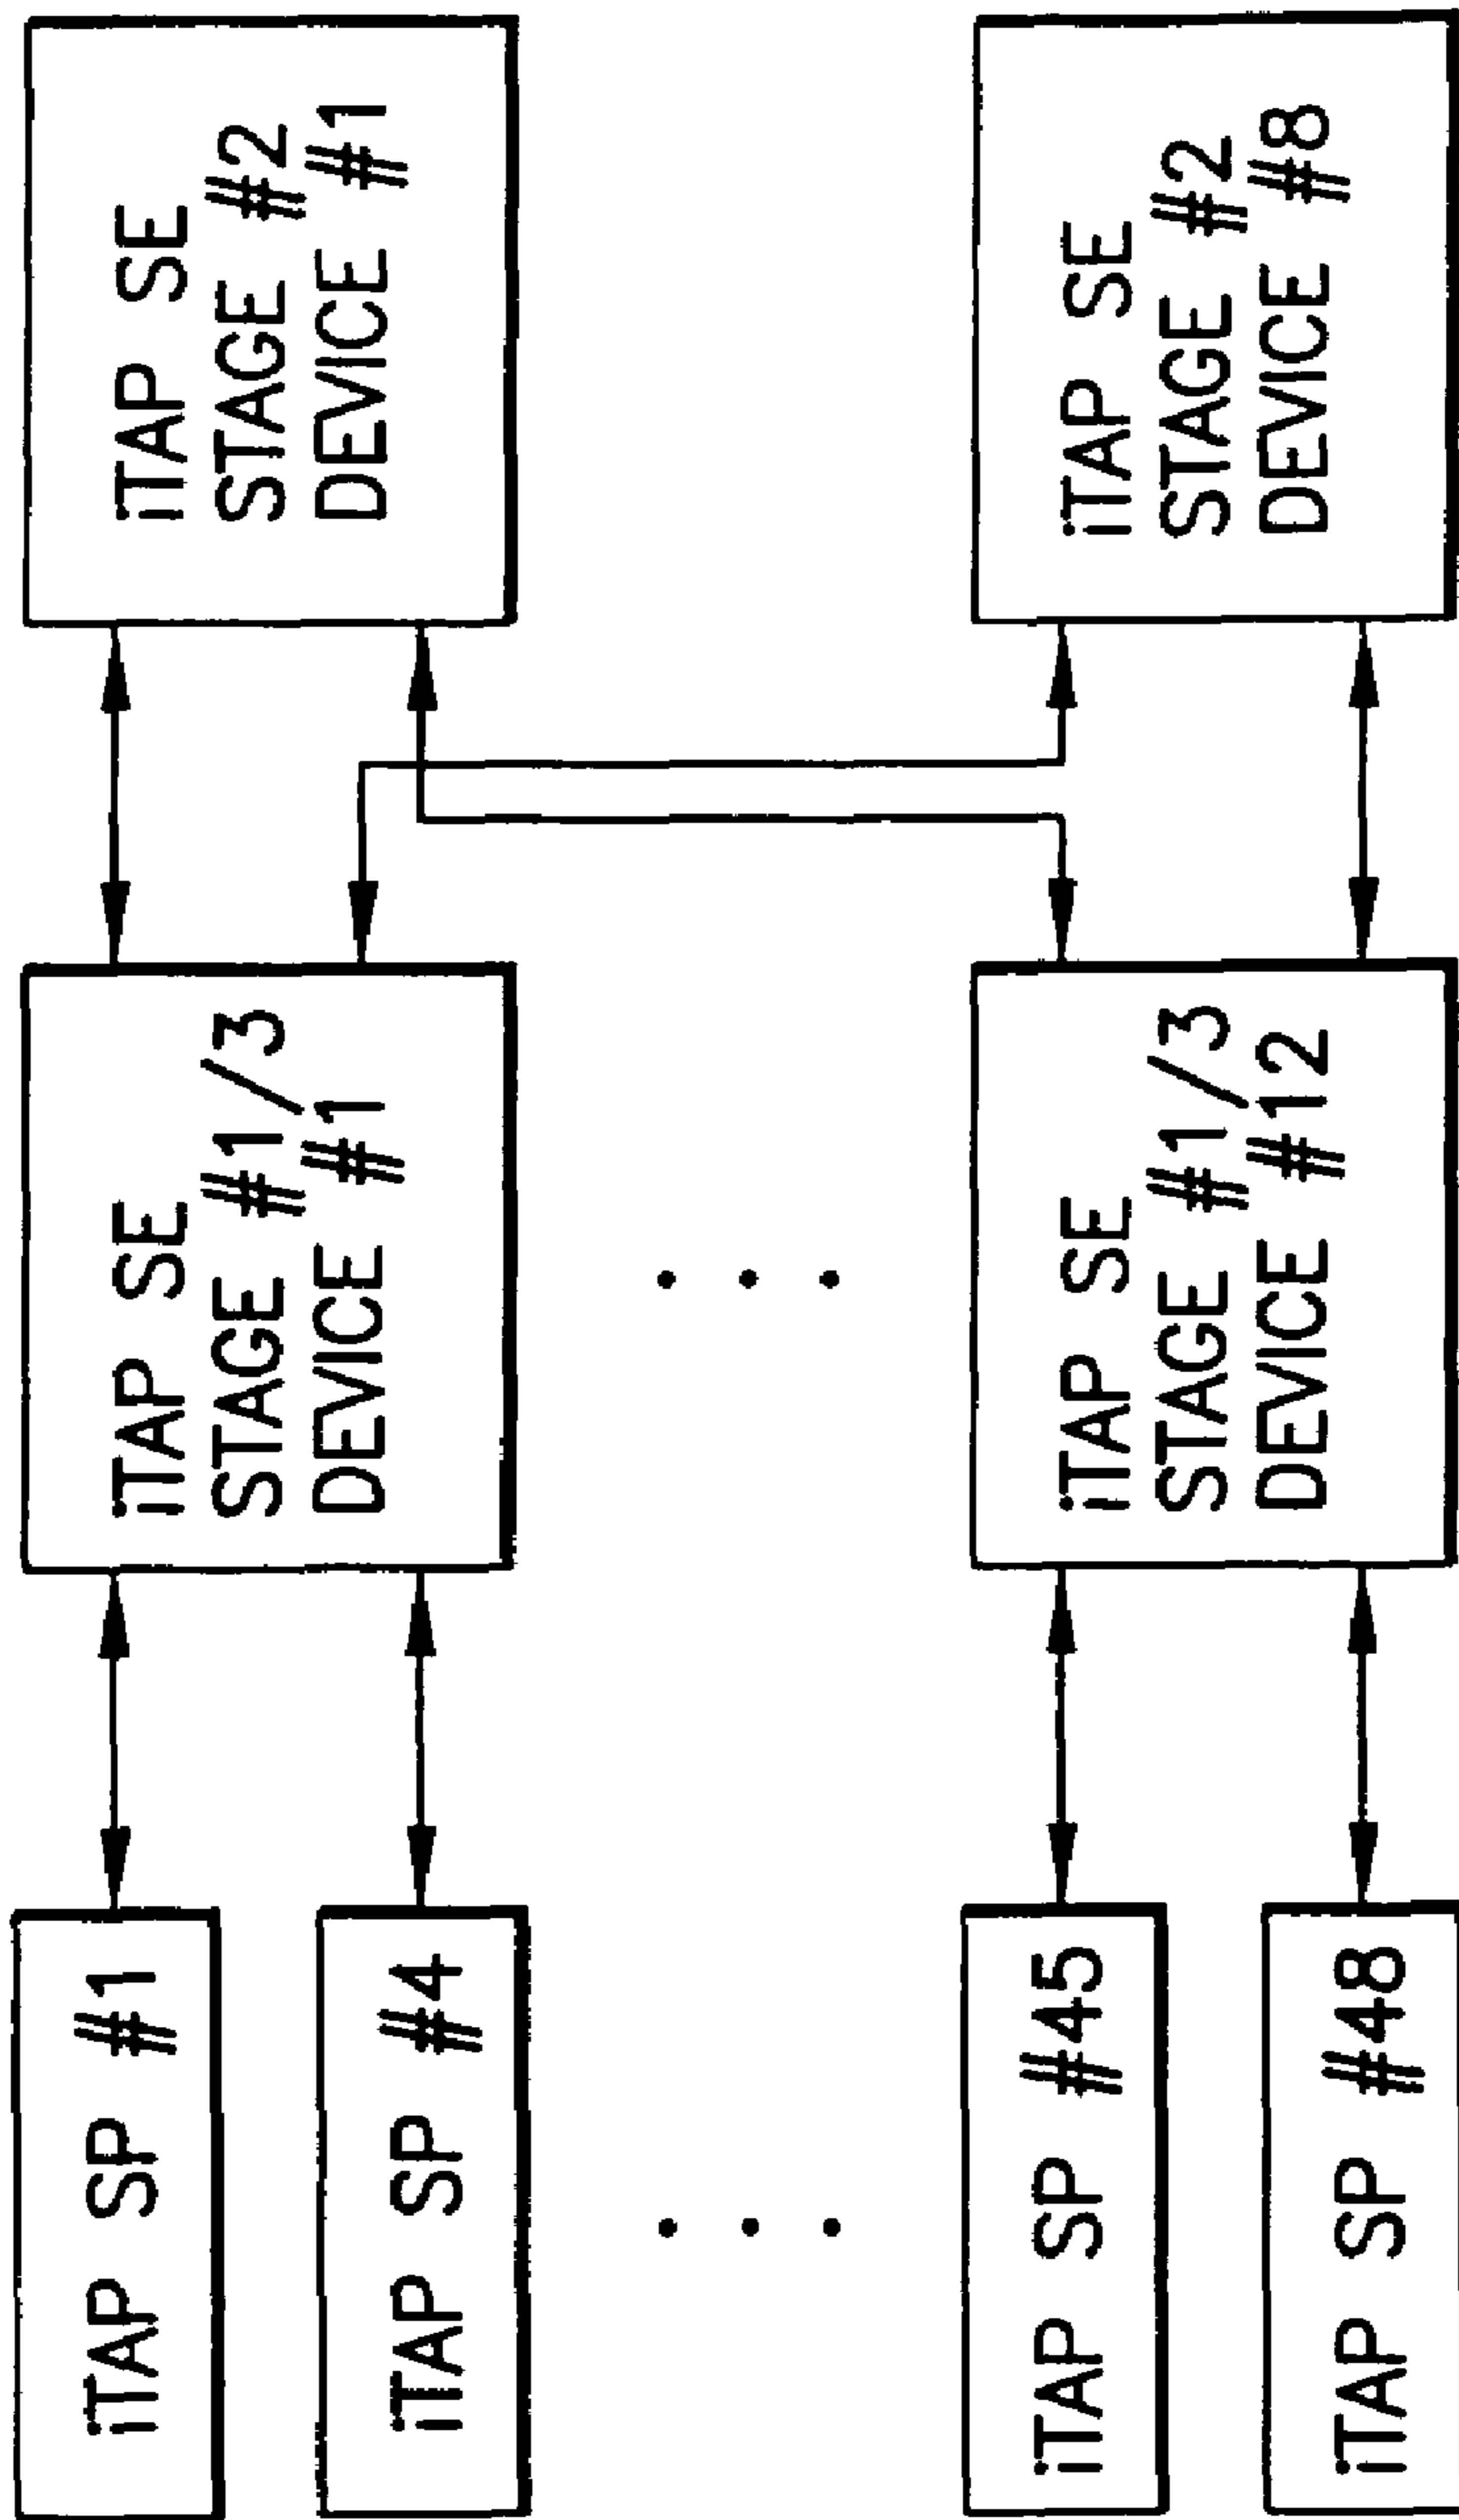 iTAP SP #1
iTAP SP #4
iTAP SP #45
iTAP SP #48
iTAP SE
STAGE #1/3
DEVICE #1
iTAP SE
STAGE #1/3
DEVICE #12
iTAP SE
STAGE #2
DEVICE #1
iTAP SE
STAGE #2
DEVICE #8